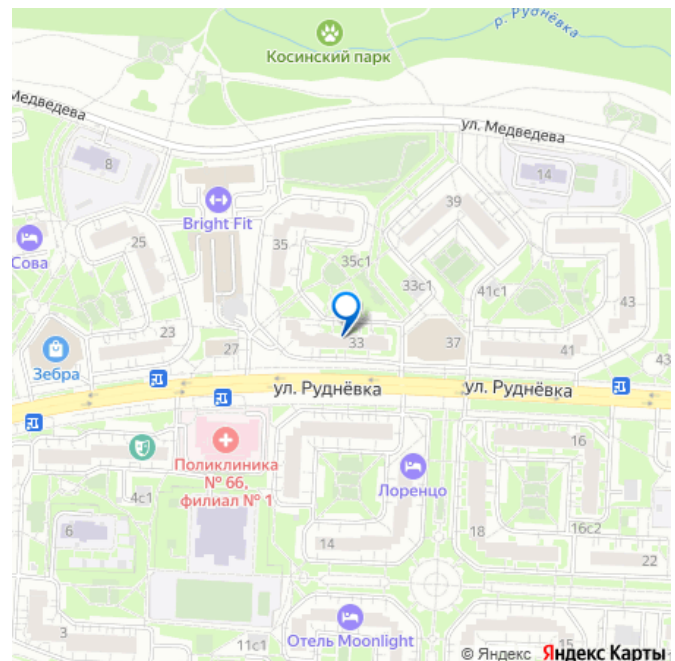 р. Руднёвка
Косинский парк
Медведева
ул. Медведева
8
14
Bright Fit
39
25
35
Сова
35с1
33с1
41с1
43
33
37
23
27
41
43
Зебра
ул. Руднёвка
ул. Руднёвка
16
Поликлиника
№ 66,
филиал № 1
Лоренцо
4с1
6
14
18
16с2
22
3
11с1
Отель Moonlight
15
© Яндекс Яндекс Карты